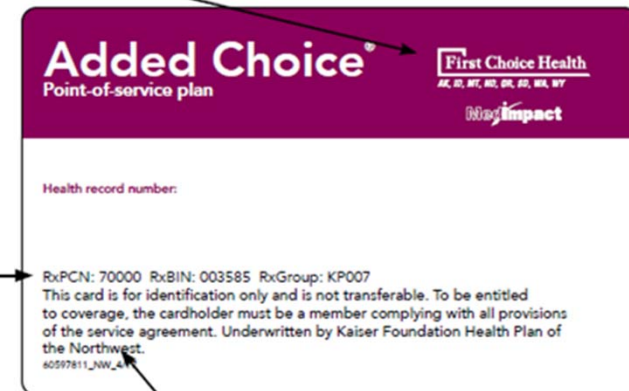 Added Choice®
Point-of-service plan
First Choice Health
AK, ID, MT, ND, OR, SD, WA, WY
MedImpact
Health record number:
RxPCN: 70000 RxBIN: 003585 RxGroup: KP007
This card is for identification only and is not transferable. To be entitled
to coverage, the cardholder must be a member complying with all provisions
of the service agreement. Underwritten by Kaiser Foundation Health Plan of
the Northwest.
60597811_NW_4